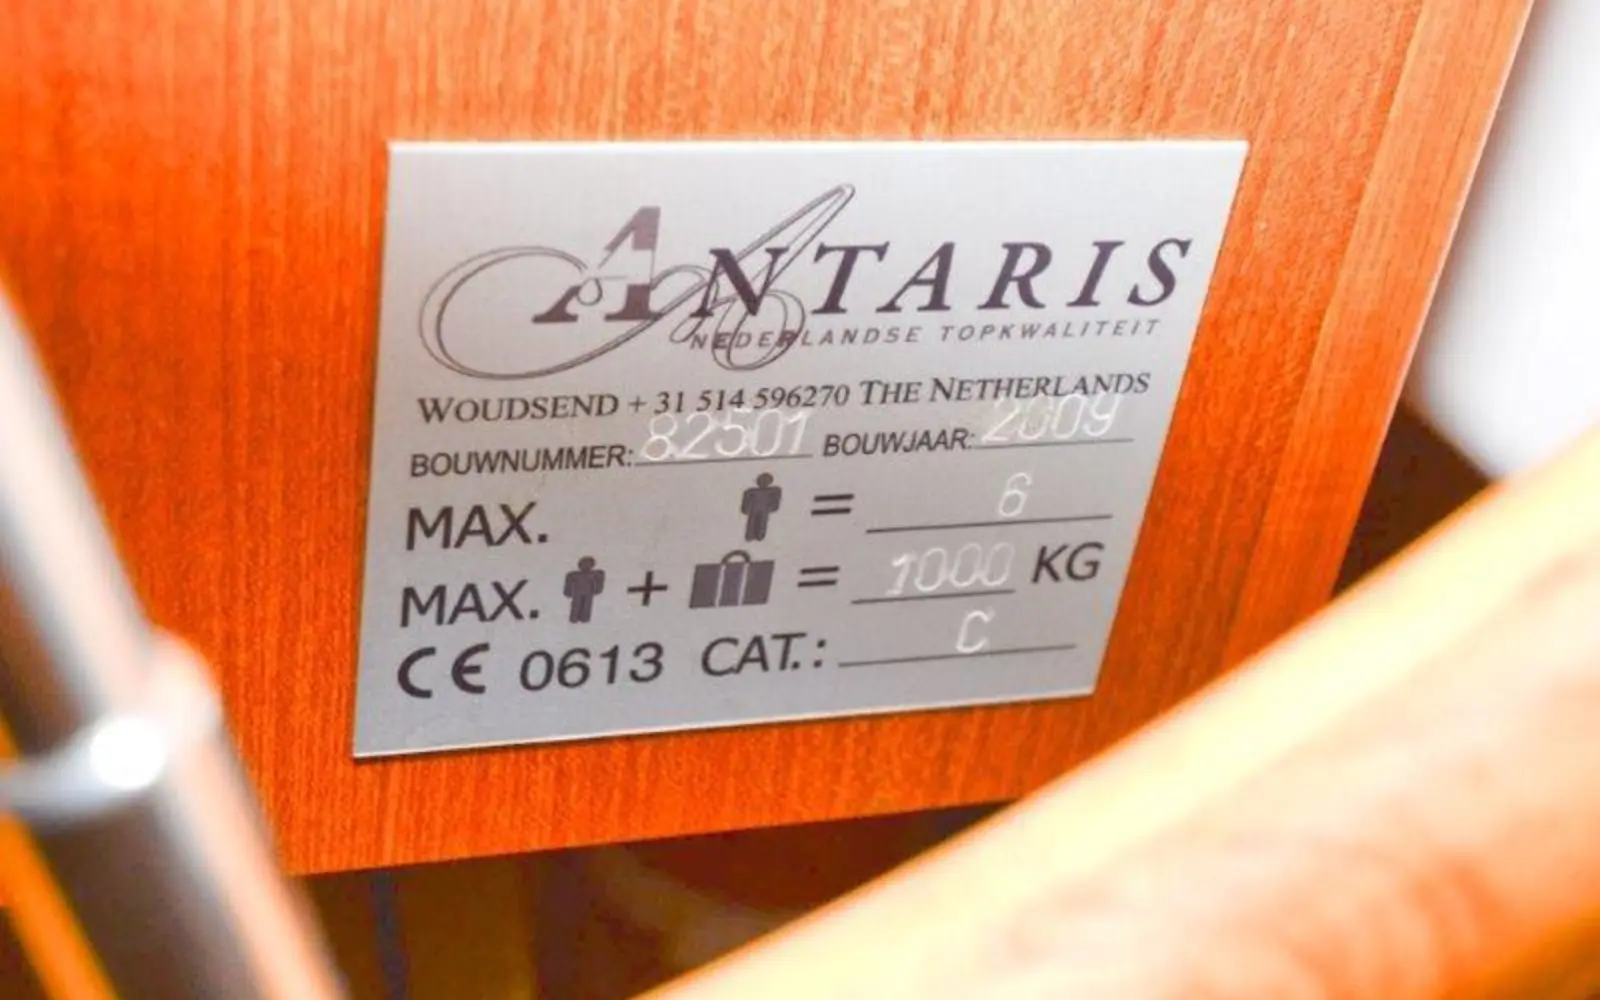 ANTARIS
NEDERLANDSE TOPKWALITEIT
WOUDSEND + 31 514 596270 THE NETHERLANDS
BOUWNUMMER: 82501 BOUWJAAR: 2009
MAX. = 6
MAX. + = 1000 KG
CE 0613 CAT.: C